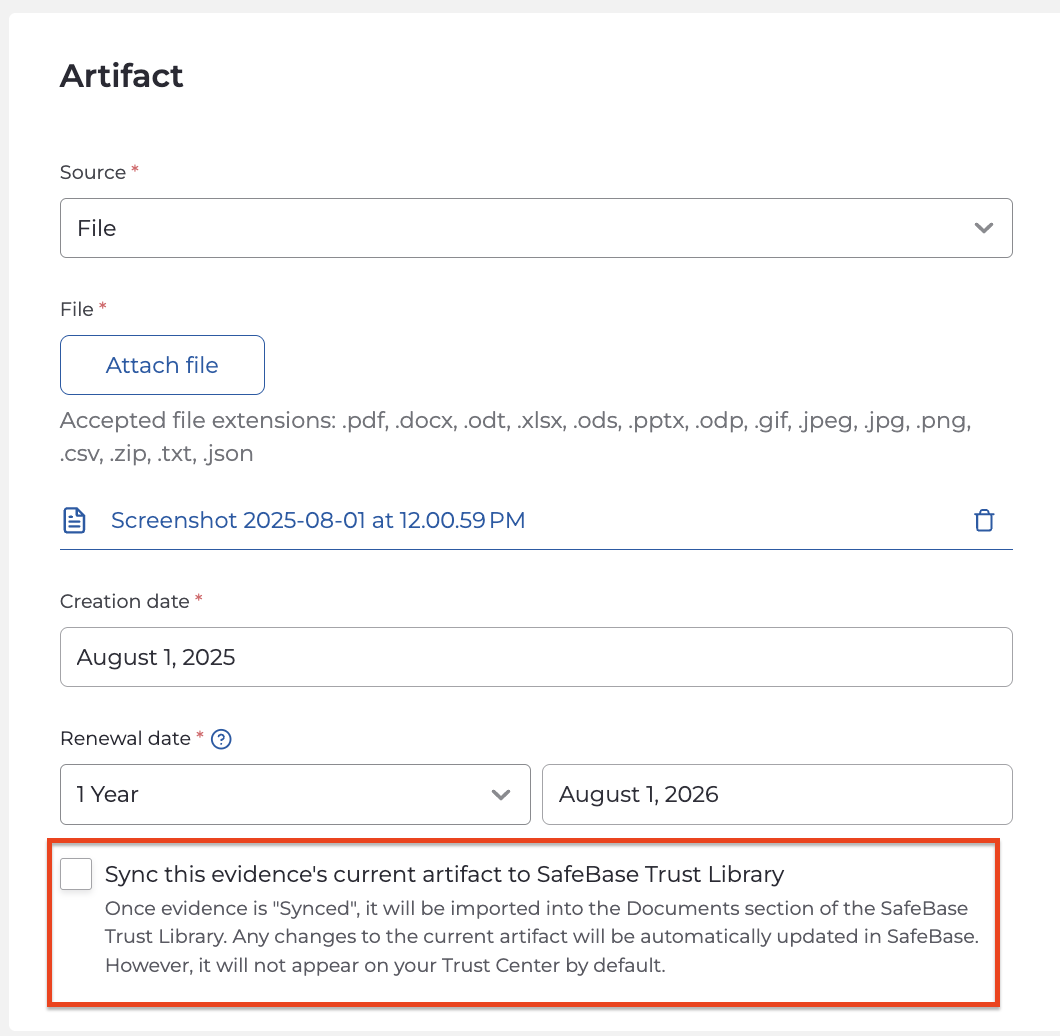 Artifact
Source *
File
File *
Attach file
Accepted file extensions: .pdf, .docx, .odt, .xlsx, .ods, .pptx, .odp, .gif, .jpeg, .jpg, .png,
.csv, .zip, .txt, .json
Screenshot 2025-08-01 at 12.00.59 PM
Creation date *
August 1, 2025
Renewal date * ?
1 Year
August 1, 2026
Sync this evidence's current artifact to SafeBase Trust Library
Once evidence is "Synced", it will be imported into the Documents section of the SafeBase
Trust Library. Any changes to the current artifact will be automatically updated in SafeBase.
However, it will not appear on your Trust Center by default.